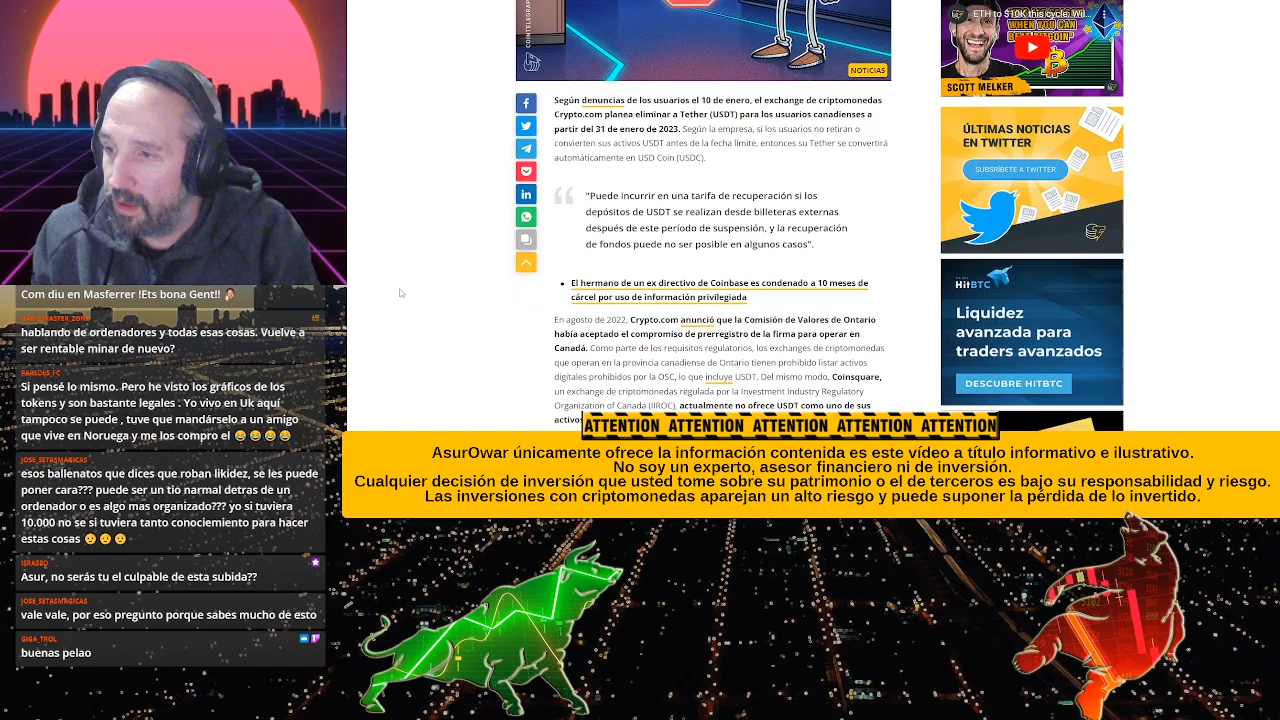 Com diu en Masferrer !Ets bona Gent!!
hablando de ordenadores y todas esas cosas. Vuelve a
ser rentable minar de nuevo?
PAREDES_FC
Si pensé lo mismo. Pero he visto los gráficos de los
tokens y son bastante legales . Yo vivo en Uk aquí
tampoco se puede , tuve que mandárselo a un amigo
que vive en Noruega y me los compro el 😂😂😂😂
JOSE_SETASMAGICAS
esos ballenatos que dices que roban likidez, se les puede
poner cara??? puede ser un tio narmal detras de un
ordenador o es algo mas organizado??? yo si tuviera
10.000 no se si tuviera tanto conociemiento para hacer
estas cosas
ISRASBD
Asur, no serás tu el culpable de esta subida??
JOSE_SETASMAGICAS
vale vale, por eso pregunto porque sabes mucho de esto
GIGA_TROL
buenas pelao
COINTELEGRAPH
NOTICIAS
Según denuncias de los usuarios el 10 de enero, el exchange de criptomonedas
Crypto.com planea eliminar a Tether (USDT) para los usuarios canadienses a
partir del 31 de enero de 2023. Según la empresa, si los usuarios no retiran o
convierten sus activos USDT antes de la fecha límite, entonces su Tether se convertirá
automáticamente en USD Coin (USDC).
"Puede incurrir en una tarifa de recuperación si los
depósitos de USDT se realizan desde billeteras externas
después de este período de suspensión, y la recuperación
de fondos puede no ser posible en algunos casos".
El hermano de un ex directivo de Coinbase es condenado a 10 meses de
cárcel por uso de información privilegiada
En agosto de 2022, Crypto.com anunció que la Comisión de Valores de Ontario
había aceptado el compromiso de prerregistro de la firma para operar en
Canadá. Como parte de los requisitos regulatorios, los exchanges de criptomonedas
que operan en la provincia canadiense de Ontario tienen prohibido listar activos
digitales prohibidos por la OSC, lo que incluye USDT. Del mismo modo, Coinsquare,
un exchange de criptomonedas regulada por la Investment Industry Regulatory
Organization of Canada (IIROC), actualmente no ofrece USDT como uno de sus
activos
ETH to $10K this cycle: Wil...
WHEN YOU CAN
SCOTT MELKER
ÚLTIMAS NOTICIAS
EN TWITTER
SUBSRÍBETE A TWITTER
HitBTC
Liquidez
avanzada para
traders avanzados
DESCUBRE HITBTC
ATTENTION ATTENTION ATTENTION ATTENTION ATTENTION
AsurOwar únicamente ofrece la información contenida es este vídeo a título informativo e ilustrativo.
No soy un experto, asesor financiero ni de inversión.
Cualquier decisión de inversión que usted tome sobre su patrimonio o el de terceros es bajo su responsabilidad y riesgo.
Las inversiones con criptomonedas aparejan un alto riesgo y puede suponer la pérdida de lo invertido.